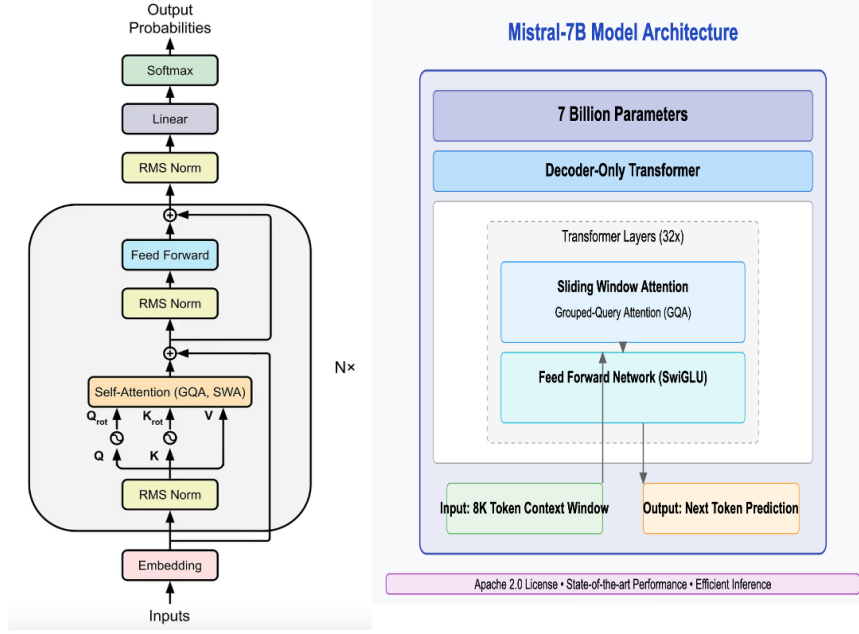 Output
Probabilities
Softmax
Linear
RMS Norm
Feed Forward
RMS Norm
N×
Self-Attention (GQA, SWA)
Qrot
Krot
V
Q
K
RMS Norm
Embedding
Inputs
Mistral-7B Model Architecture
7 Billion Parameters
Decoder-Only Transformer
Transformer Layers (32x)
Sliding Window Attention
Grouped-Query Attention (GQA)
Feed Forward Network (SwiGLU)
Input: 8K Token Context Window
Output: Next Token Prediction
Apache 2.0 License • State-of-the-art Performance • Efficient Inference